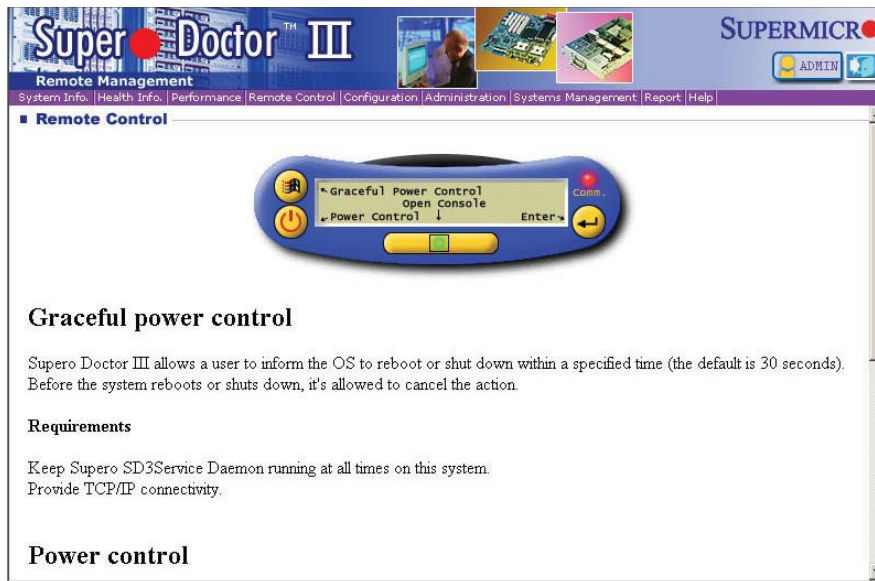 Super Doctor™ III
SUPERMICR
ADMIN
Remote Management
System Info. |Health Info.|Performance|Remote Control|Configuration|Administration|Systems Management|Report|Help|
Remote Control
Graceful Power Control
Open Console
Power Control ↓ Enter
Comm.
Graceful power control
Supero Doctor III allows a user to inform the OS to reboot or shut down within a specified time (the default is 30 seconds).
Before the system reboots or shuts down, it's allowed to cancel the action.
Requirements
Keep Supero SD3Service Daemon running at all times on this system.
Provide TCP/IP connectivity.
Power control